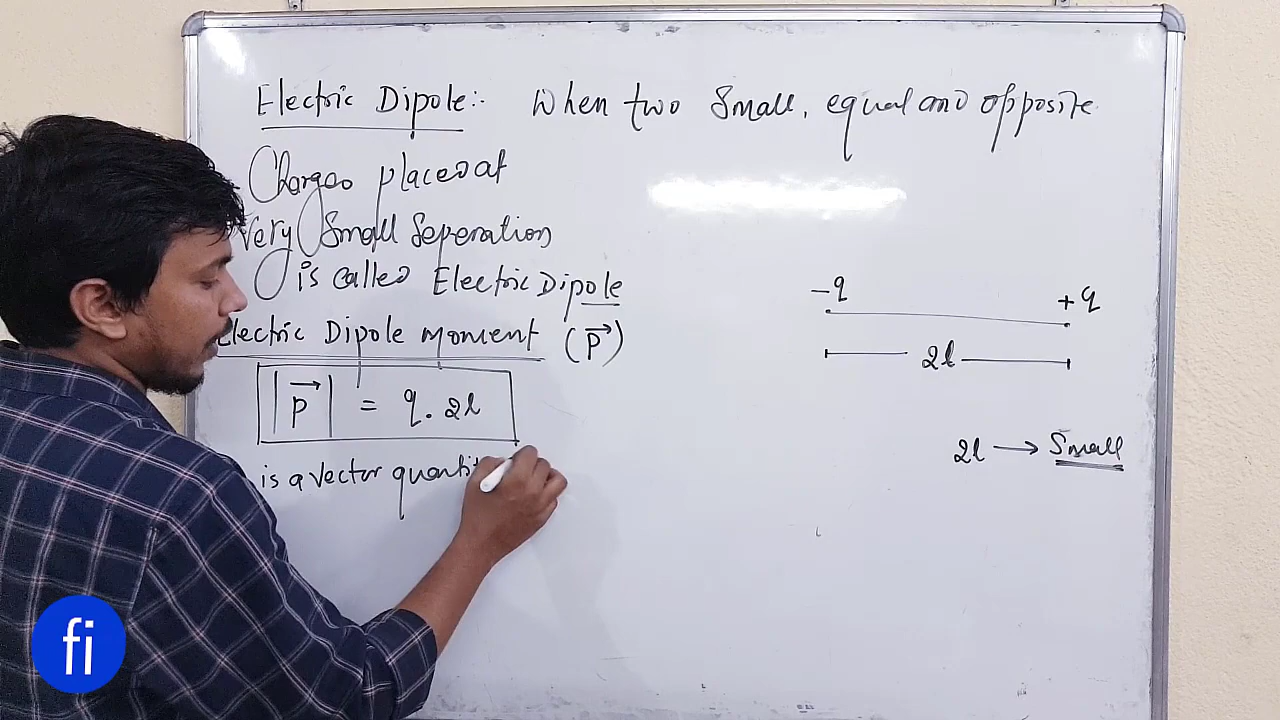 Electric Dipole:- When two Small, equal and opposite
Charges placed at
Very Small Seperation
is called Electric Dipole
Electric Dipole moment (p⃗)
|p⃗| = q. 2l
is a vector quantit
-q
+q
2l
2l → Small
fi